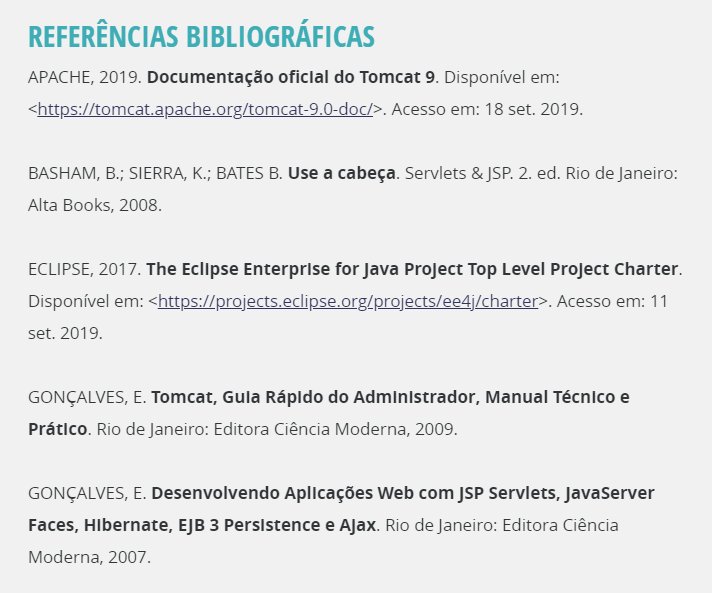 REFERÊNCIAS BIBLIOGRÁFICAS
APACHE, 2019. Documentação oficial do Tomcat 9. Disponível em:
<https://tomcat.apache.org/tomcat-9.0-doc/>. Acesso em: 18 set. 2019.
BASHAM, B.; SIERRA, K.; BATES B. Use a cabeça. Servlets & JSP. 2. ed. Rio de Janeiro:
Alta Books, 2008.
ECLIPSE, 2017. The Eclipse Enterprise for Java Project Top Level Project Charter.
Disponível em: <https://projects.eclipse.org/projects/ee4j/charter>. Acesso em: 11
set. 2019.
GONÇALVES, E. Tomcat, Guia Rápido do Administrador, Manual Técnico e
Prático. Rio de Janeiro: Editora Ciência Moderna, 2009.
GONÇALVES, E. Desenvolvendo Aplicações Web com JSP Servlets, JavaServer
Faces, Hibernate, EJB 3 Persistence e Ajax. Rio de Janeiro: Editora Ciência
Moderna, 2007.